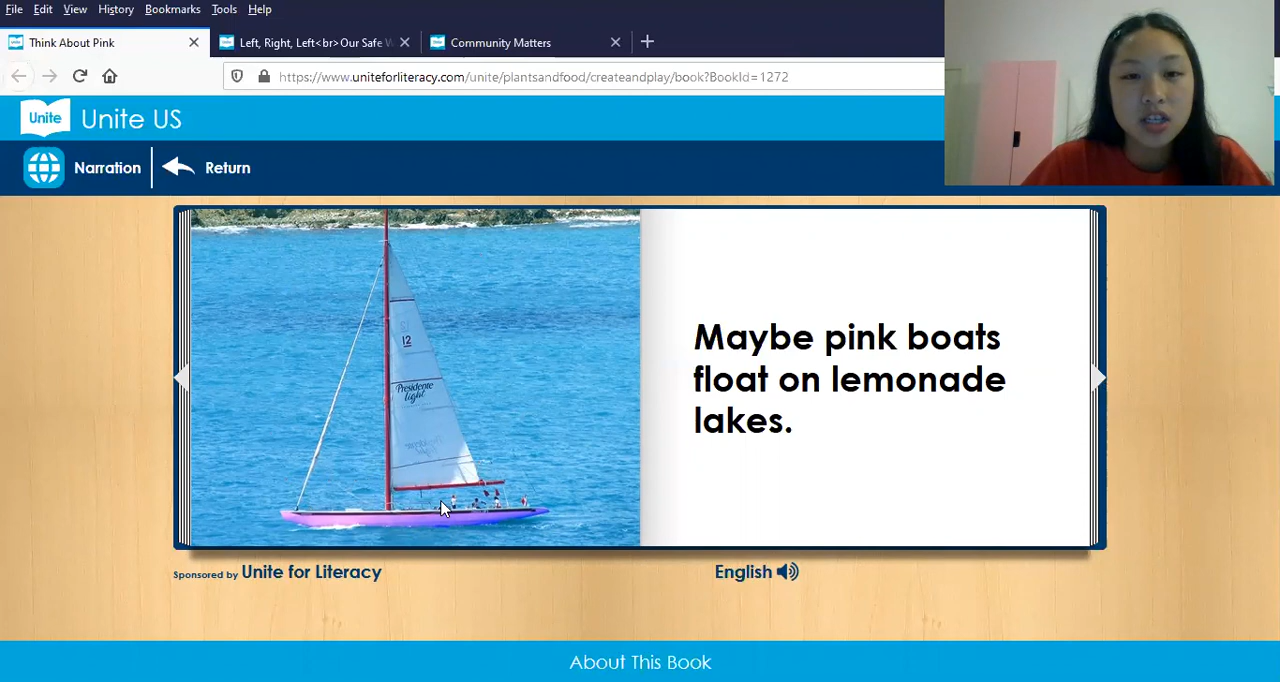 File Edit View History Bookmarks Tools Help
Think About Pink
Left, Right, Left<br>Our Safe W
Community Matters
https://www.uniteforliteracy.com/unite/plantsandfood/createandplay/book?BookId=1272
Unite Unite US
Narration Return
12
Presidente
light
Maybe pink boats
float on lemonade
lakes.
Sponsored by Unite for Literacy
English
About This Book